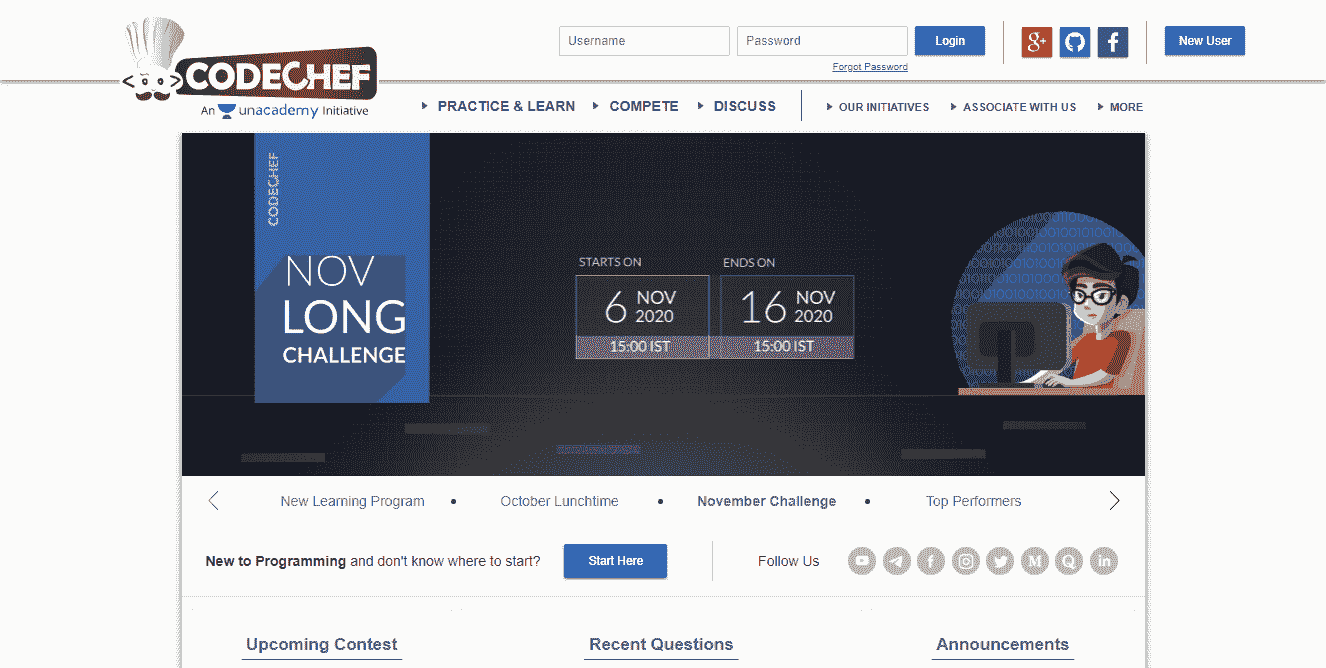 Username
Password
Login
g+
f
New User
Forgot Password
CODECHEF
An unacademy Initiative
PRACTICE & LEARN
COMPETE
DISCUSS
OUR INITIATIVES
ASSOCIATE WITH US
MORE
CODECHEF
NOV
LONG
CHALLENGE
STARTS ON
6 NOV 2020
15:00 IST
ENDS ON
16 NOV 2020
15:00 IST
New Learning Program
October Lunchtime
November Challenge
Top Performers
New to Programming and don't know where to start?
Start Here
Follow Us
Upcoming Contest
Recent Questions
Announcements